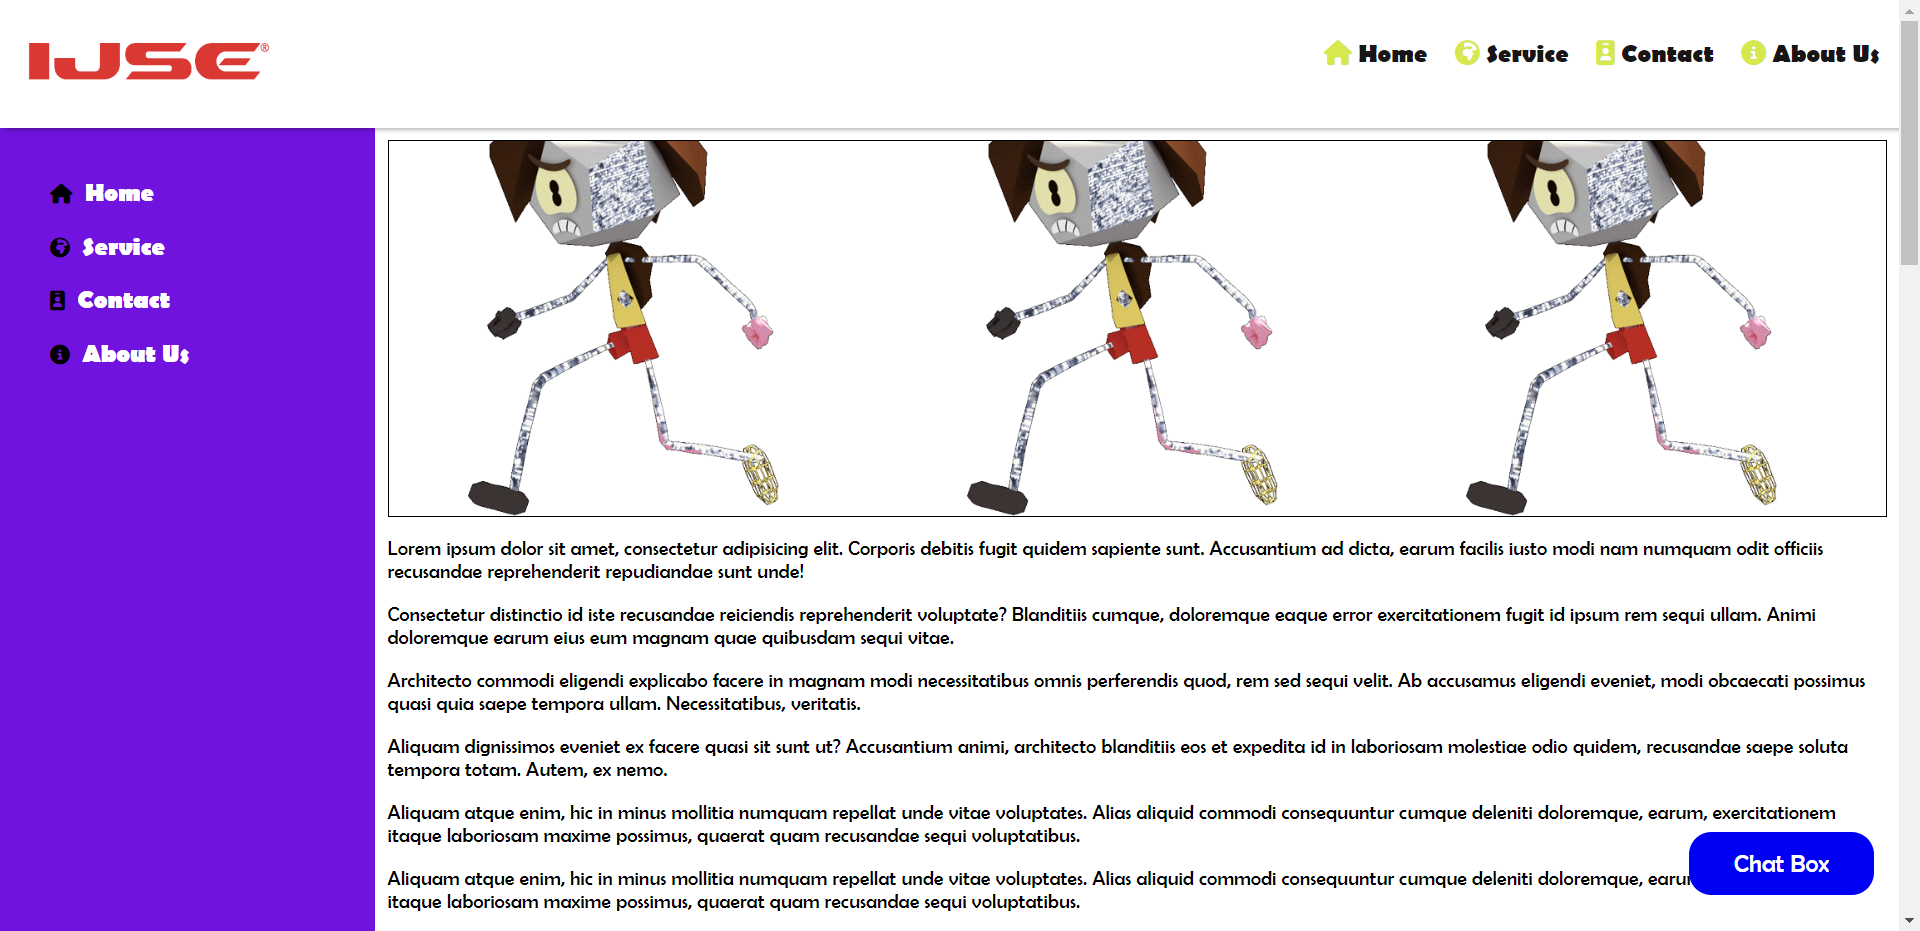 IJSE®
Home Service Contact About Us
Home
Service
Contact
About Us
Lorem ipsum dolor sit amet, consectetur adipisicing elit. Corporis debitis fugit quidem sapiente sunt. Accusantium ad dicta, earum facilis iusto modi nam numquam odit officiis
recusandae reprehenderit repudiandae sunt unde!
Consectetur distinctio id iste recusandae reiciendis reprehenderit voluptate? Blanditiis cumque, doloremque eaque error exercitationem fugit id ipsum rem sequi ullam. Animi
doloremque earum eius eum magnam quae quibusdam sequi vitae.
Architecto commodi eligendi explicabo facere in magnam modi necessitatibus omnis perferendis quod, rem sed sequi velit. Ab accusamus eligendi eveniet, modi obcaecati possimus
quasi quia saepe tempora ullam. Necessitatibus, veritatis.
Aliquam dignissimos eveniet ex facere quasi sit sunt ut? Accusantium animi, architecto blanditiis eos et expedita id in laboriosam molestiae odio quidem, recusandae saepe soluta
tempora totam. Autem, ex nemo.
Aliquam atque enim, hic in minus mollitia numquam repellat unde vitae voluptates. Alias aliquid commodi consequuntur cumque deleniti doloremque, earum, exercitationem
itaque laboriosam maxime possimus, quaerat quam recusandae sequi voluptatibus.
Chat Box
Aliquam atque enim, hic in minus mollitia numquam repellat unde vitae voluptates. Alias aliquid commodi consequuntur cumque deleniti doloremque,
itaque laboriosam maxime possimus, quaerat quam recusandae sequi voluptatibus.